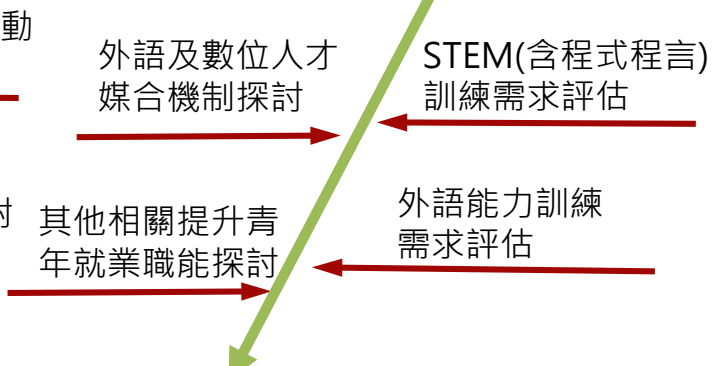 動
外語及數位人才
媒合機制探討
STEM(含程式程言)
訓練需求評估
其他相關提升青
年就業職能探討
外語能力訓練
需求評估